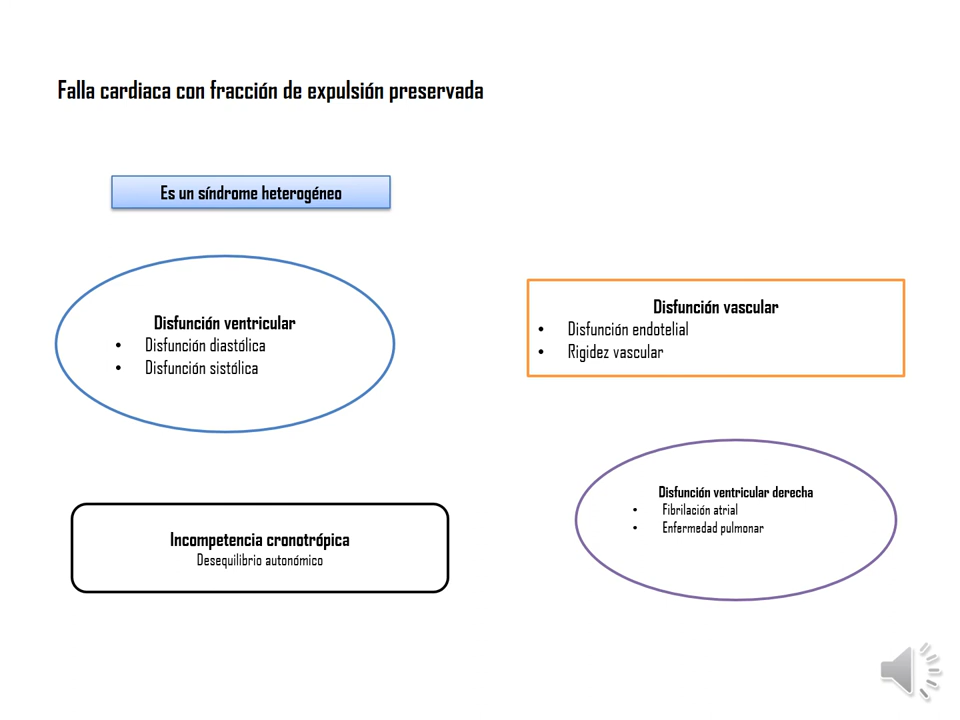 Falla cardiaca con fracción de expulsión preservada
Es un síndrome heterogéneo
Disfunción ventricular
• Disfunción diastólica
• Disfunción sistólica
Disfunción vascular
• Disfunción endotelial
• Rigidez vascular
Incompetencia cronotrópica
Desequilibrio autonómico
Disfunción ventricular derecha
• Fibrilación atrial
• Enfermedad pulmonar